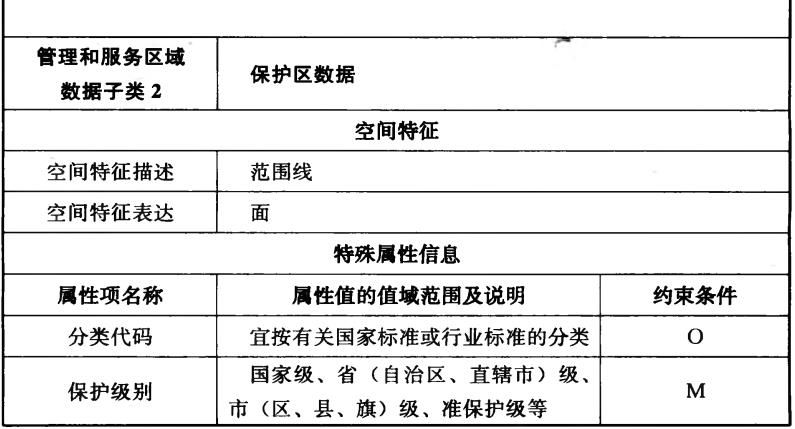 管理和服务区域
数据子类 2
保护区数据
空间特征
空间特征描述 范围线
空间特征表达 面
特殊属性信息
属性项名称 属性值的值域范围及说明 约束条件
分类代码 宜按有关国家标准或行业标准的分类 O
保护级别
国家级、省（自治区、直辖市）级、
市（区、县、旗）级、准保护级等
M